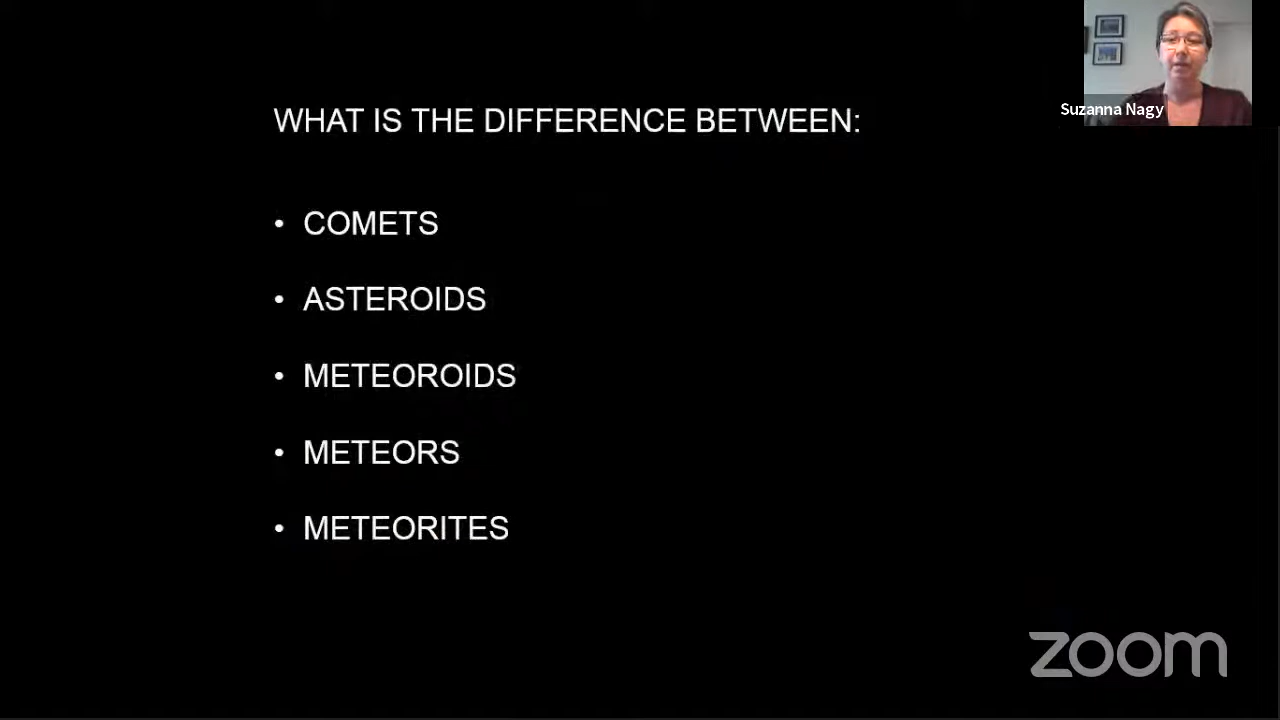 Suzanna Nagy
WHAT IS THE DIFFERENCE BETWEEN:
• COMETS
• ASTEROIDS
• METEOROIDS
• METEORS
• METEORITES
zoom